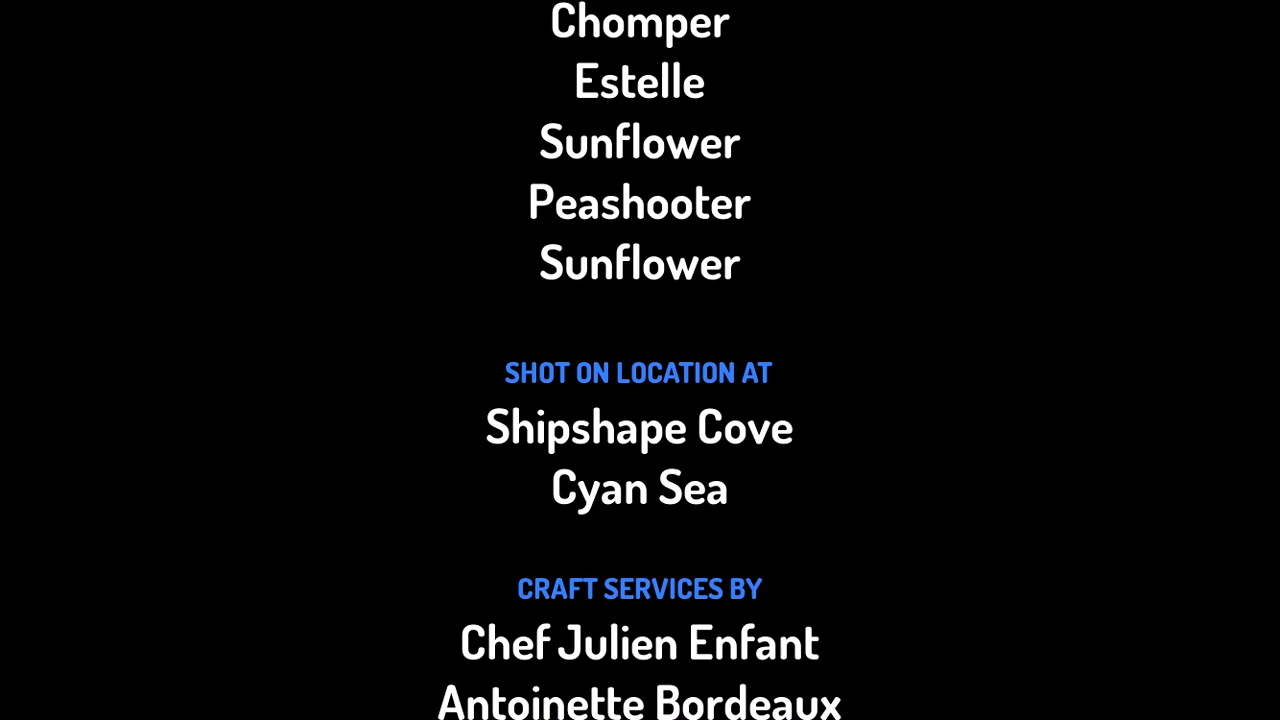 Chomper
Estelle
Sunflower
Peashooter
Sunflower
SHOT ON LOCATION AT
Shipshape Cove
Cyan Sea
CRAFT SERVICES BY
Chef Julien Enfant
Antoinette Bordeaux